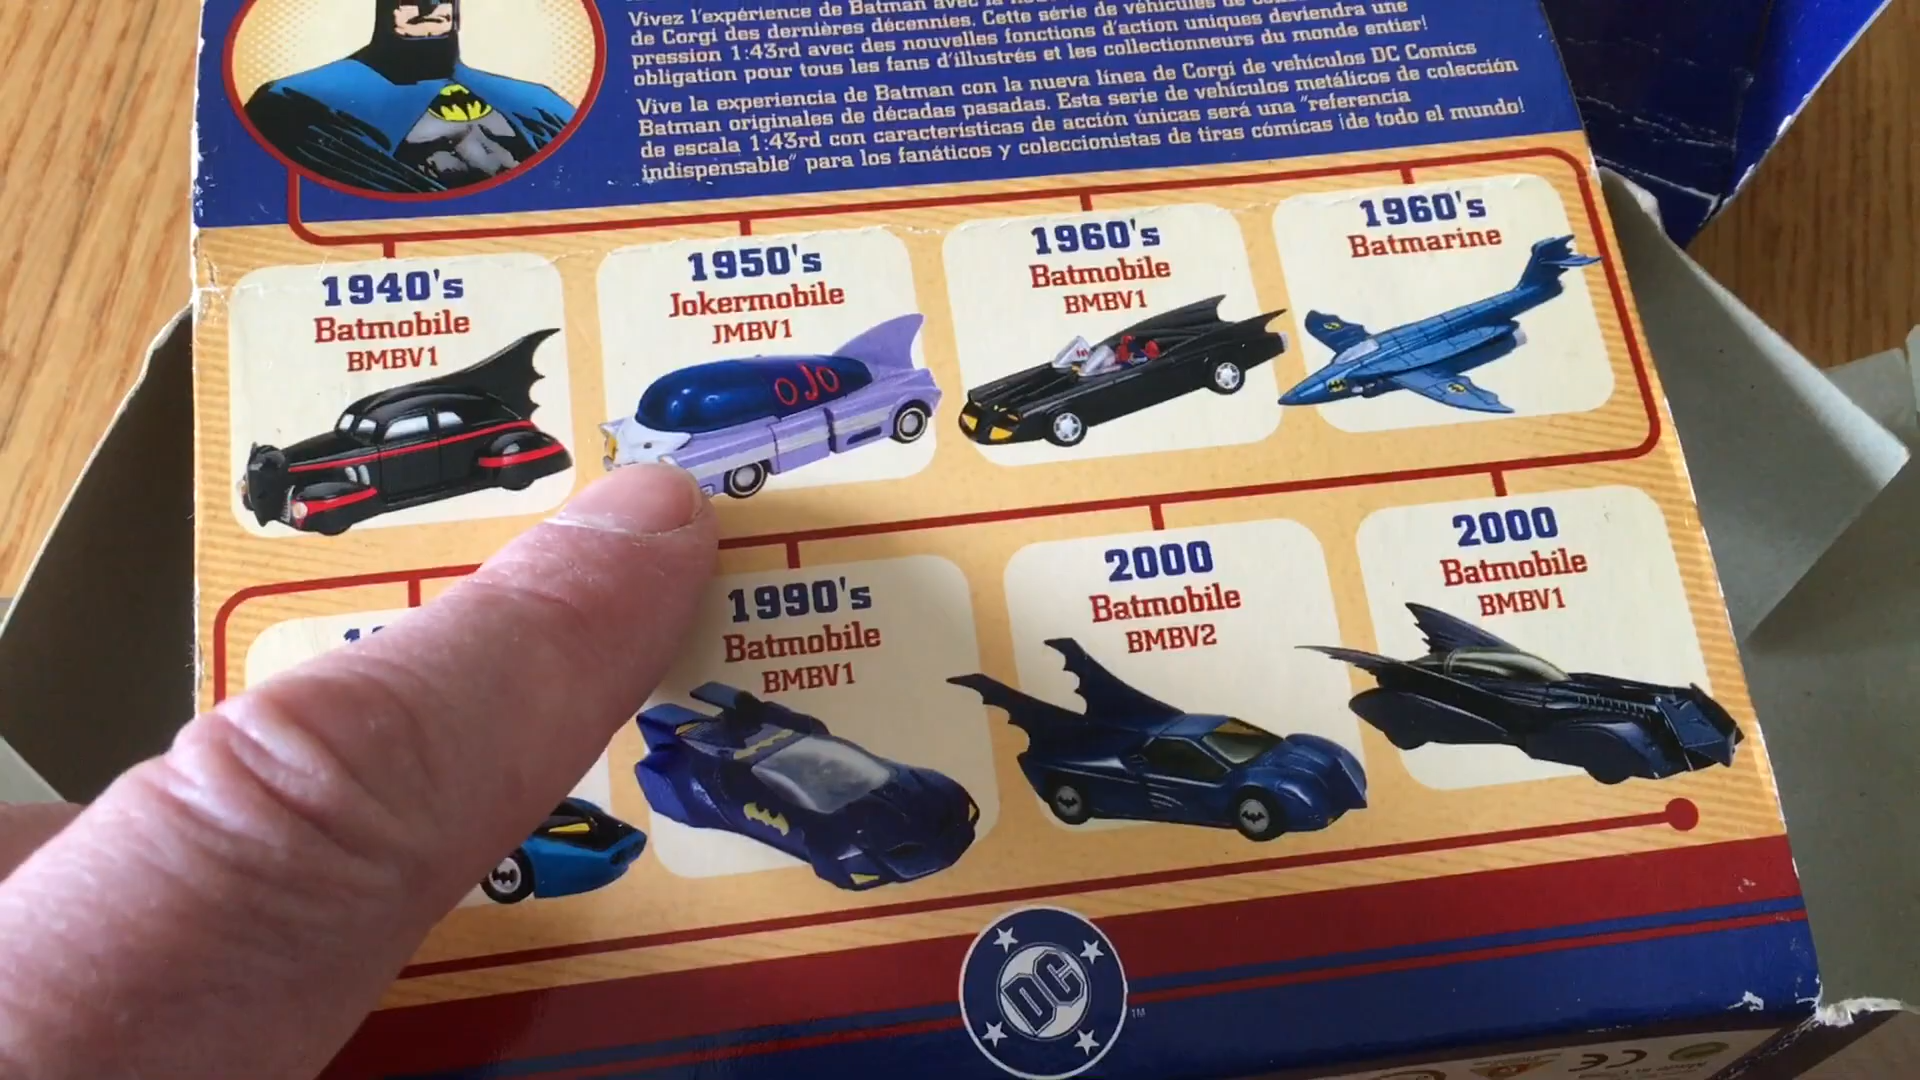 Vivez l'expérience de Batman avec la
de Corgi des dernières décennies. Cette série de véhicules de
pression 1:43rd avec des nouvelles fonctions d'action uniques deviendra une
obligation pour tous les fans d'illustrés et les collectionneurs du monde entier!
Vive la experiencia de Batman con la nueva línea de Corgi de vehículos DC Comics
Batman originales de décadas pasadas. Esta serie de vehículos metálicos de colección
de escala 1:43rd con características de acción únicas será una "referencia
indispensable" para los fanáticos y coleccionistas de tiras cómicas ¡de todo el mundo!
1940's
Batmobile
BMBV1
1950's
Jokermobile
JMBV1
OJO
1960's
Batmobile
BMBV1
1960's
Batmarine
1990's
Batmobile
BMBV1
2000
Batmobile
BMBV2
2000
Batmobile
BMBV1
DC
TM
CE